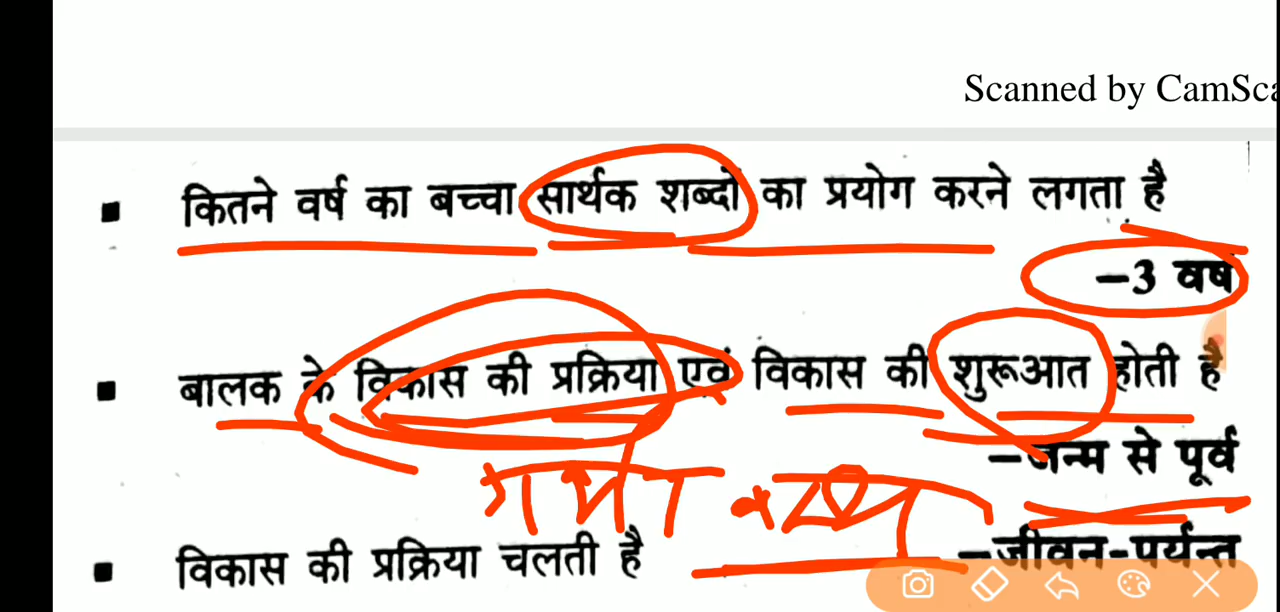 Scanned by CamSca
कितने वर्ष का बच्चा सार्थक शब्दों का प्रयोग करने लगता है
–3 वर्ष
बालक के विकास की प्रक्रिया एवं विकास की शुरूआत होती है
–जन्म से पूर्व
विकास की प्रक्रिया चलती है
–जीवन-पर्यन्त